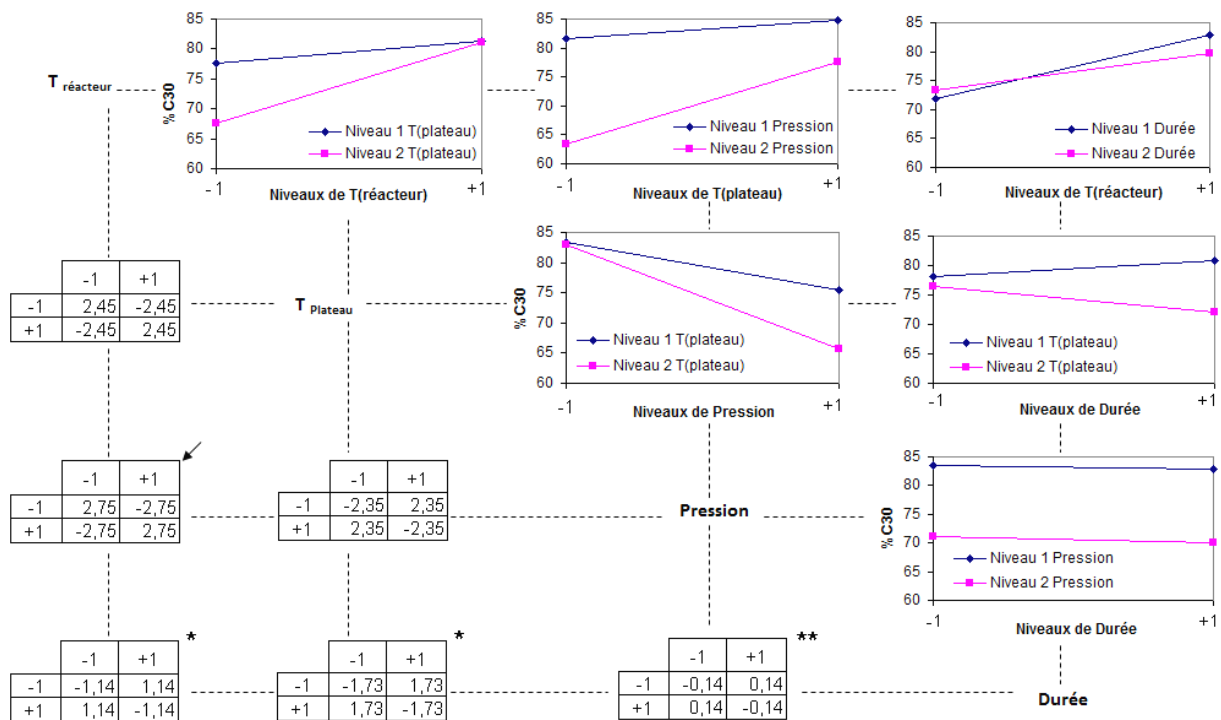 T réacteur
% C30
85
80
75
70
65
60
Niveau 1 T(plateau)
Niveau 2 T(plateau)
-1 +1
Niveaux de T(réacteur)
85
80
75
70
65
60
Niveau 1 Pression
Niveau 2 Pression
-1 +1
Niveaux de T(plateau)
% C30
85
80
75
70
65
60
Niveau 1 Durée
Niveau 2 Durée
-1 +1
Niveaux de T(réacteur)
-1 +1
-1 2,45 -2,45
+1 -2,45 2,45
T Plateau
% C30
85
80
75
70
65
60
Niveau 1 T(plateau)
Niveau 2 T(plateau)
-1 +1
Niveaux de Pression
% C30
85
80
75
70
65
60
Niveau 1 T(plateau)
Niveau 2 T(plateau)
-1 +1
Niveaux de Durée
-1 +1
-1 2,75 -2,75
+1 -2,75 2,75
-1 +1
-1 -2,35 2,35
+1 2,35 -2,35
Pression
% C30
85
80
75
70
65
60
Niveau 1 Pression
Niveau 2 Pression
-1 +1
Niveaux de Durée
*
-1 +1
-1 -1,14 1,14
+1 1,14 -1,14
*
-1 +1
-1 -1,73 1,73
+1 1,73 -1,73
**
-1 +1
-1 -0,14 0,14
+1 0,14 -0,14
Durée